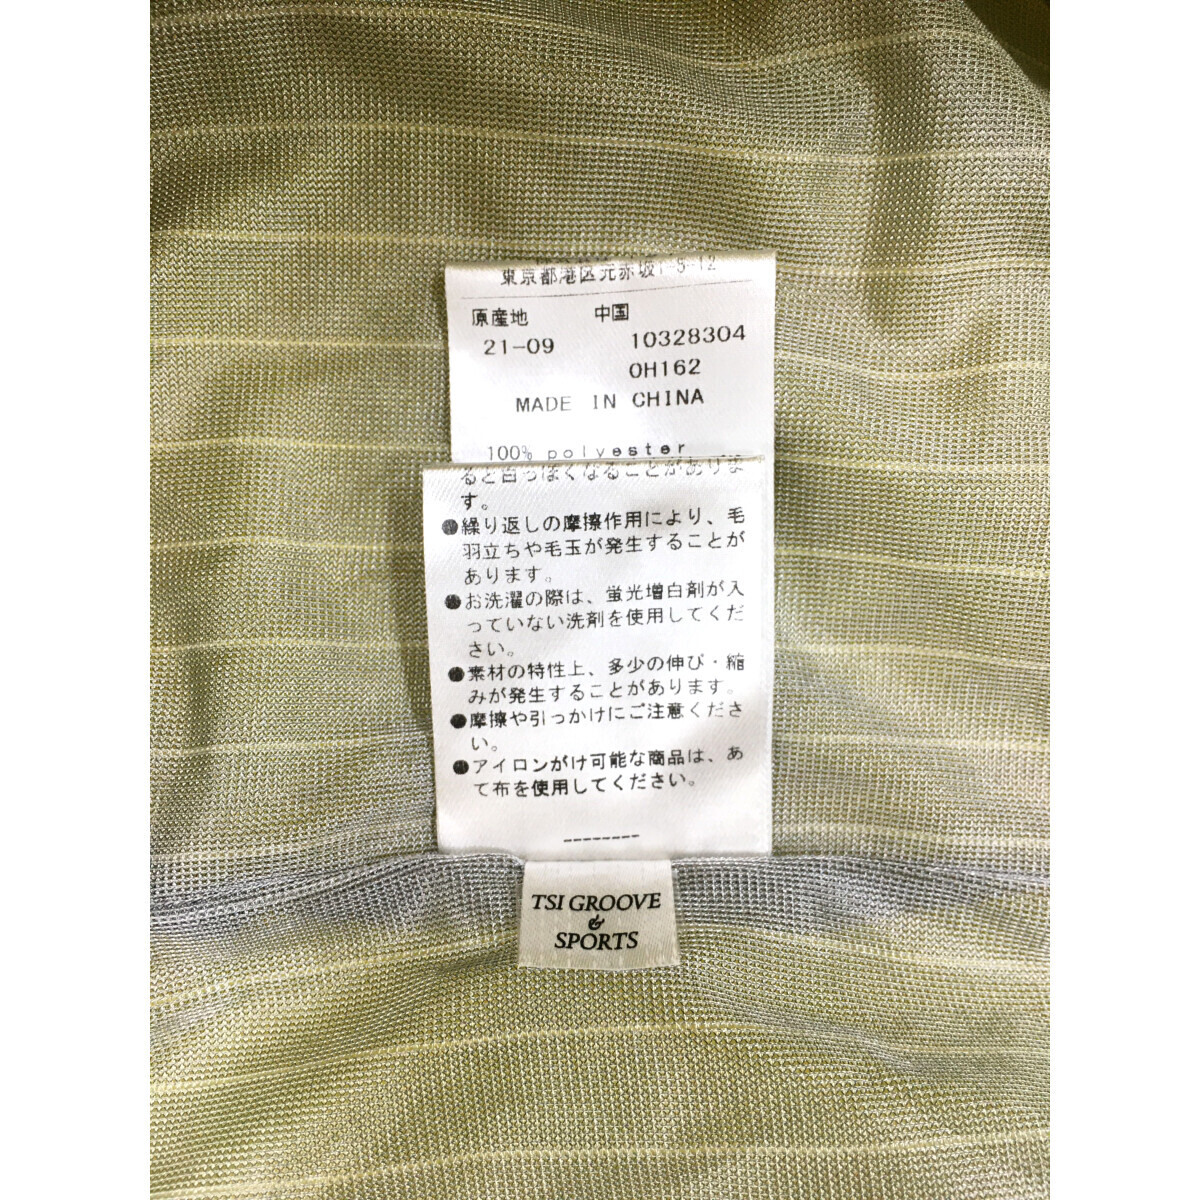 東京都港区元赤坂1-5-12
原産地 中国
21-09 10328304
0H162
MADE IN CHINA
100% polyester
ると白っぽくなることがありま
す。
●繰り返しの摩擦作用により、毛
羽立ちや毛玉が発生することが
あります。
●お洗濯の際は、蛍光増白剤が入
っていない洗剤を使用してくだ
さい。
●素材の特性上、多少の伸び・縮
みが発生することがあります。
●摩擦や引っかけにご注意くださ
い。
●アイロンがけ可能な商品は、あ
て布を使用してください。
--------
TSI GROOVE
&
SPORTS